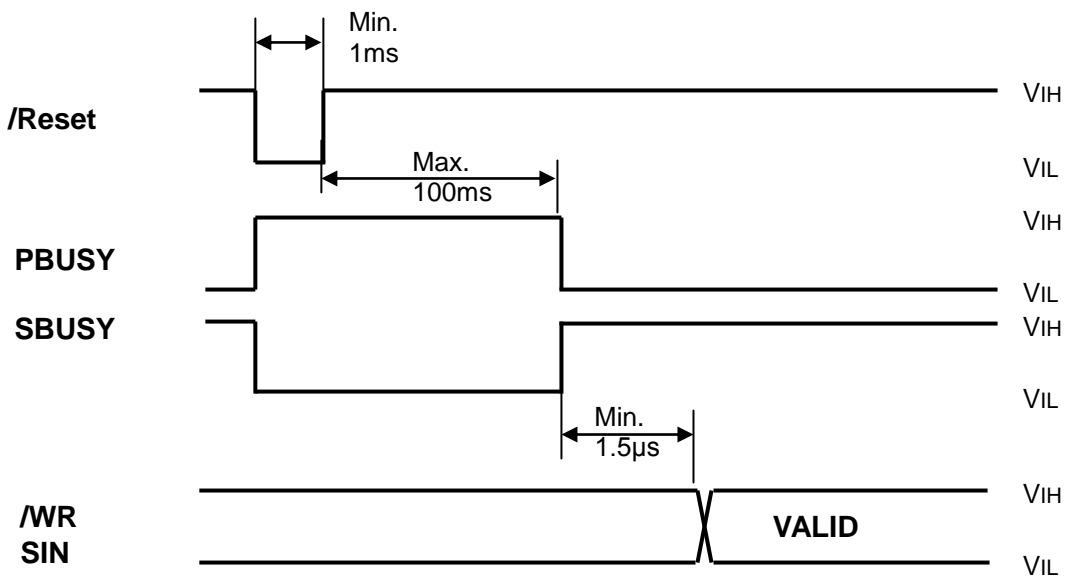 Min.
1ms
/Reset
VIH
VIL
Max.
100ms
PBUSY
VIH
VIL
SBUSY
VIH
VIL
Min.
1.5µs
/WR
SIN
VALID
VIH
VIL